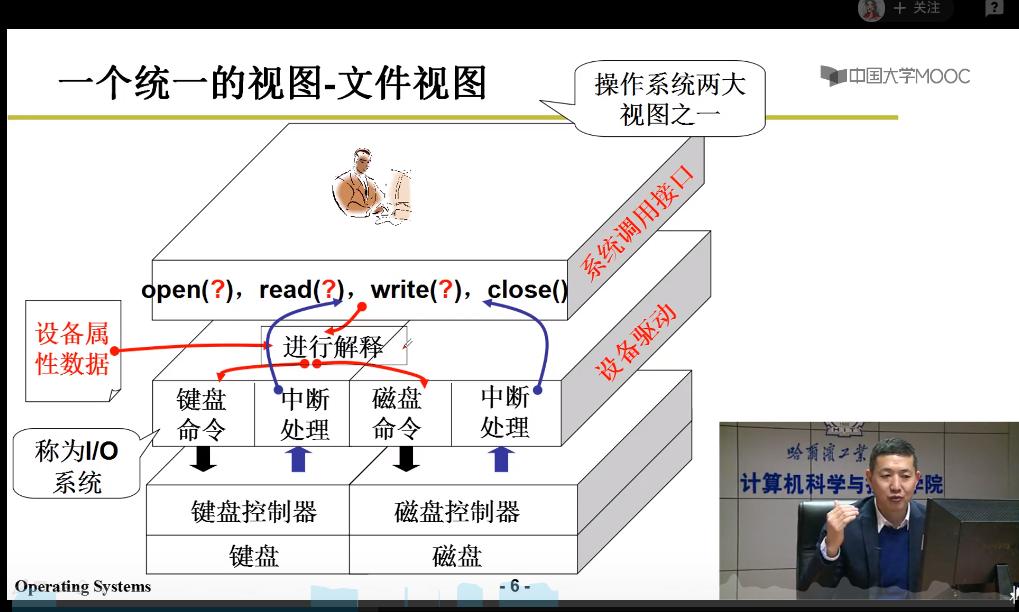 关注
一个统一的视图-文件视图
操作系统两大
视图之一
中国大学MOOC
系统调用接口
open(?)，read(?)，write(?)，close()
设备属
性数据
进行解释
设备驱动
键盘
命令
中断
处理
磁盘
命令
中断
处理
称为I/O
系统
键盘控制器
磁盘控制器
键盘
磁盘
哈尔滨工业
计算机科学与
学院
Operating Systems
- 6 -